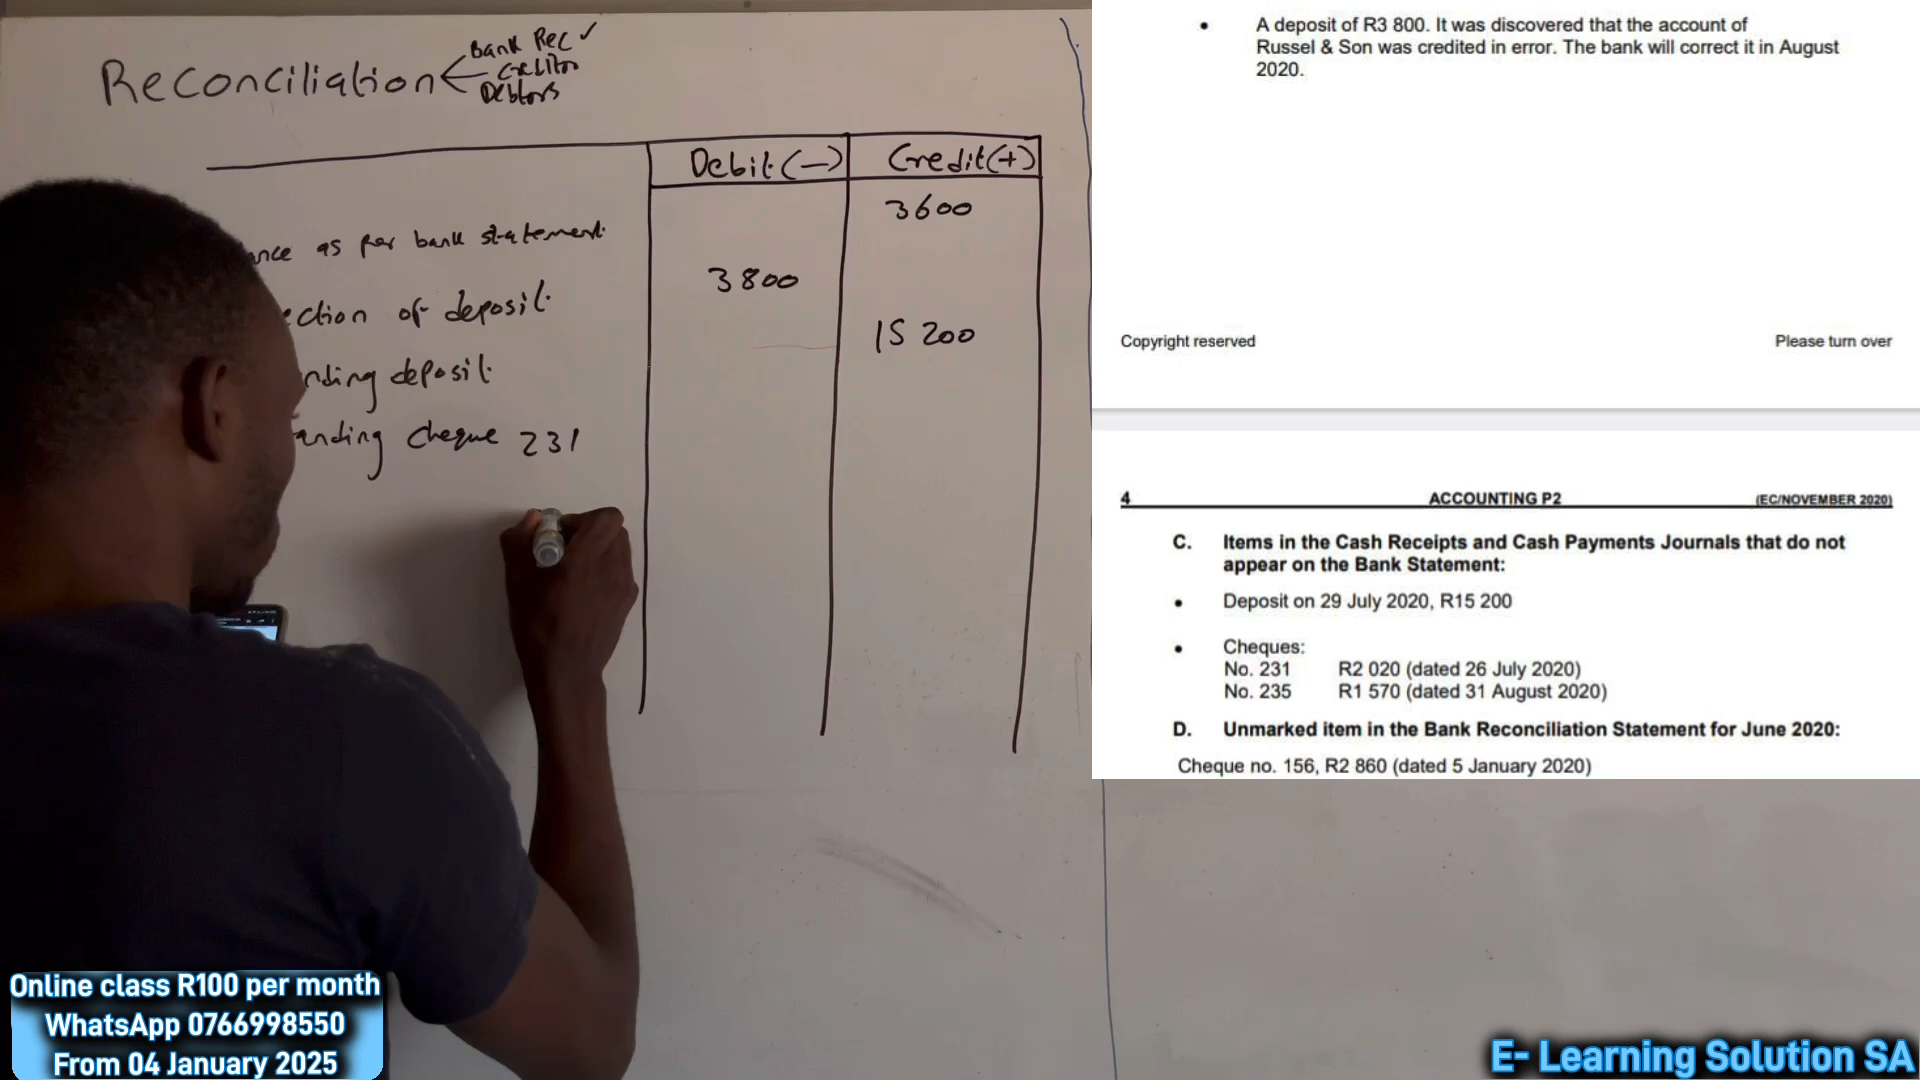 Reconciliation
Bank Rec ✓
Creditor
Debtors
Debit (−) Credit (+)
as per bank statement 3600
of deposit 3800
deposit 15 200
cheque 231
• A deposit of R3 800. It was discovered that the account of
Russel & Son was credited in error. The bank will correct it in August
2020.
Copyright reserved Please turn over
4 ACCOUNTING P2 (EC/NOVEMBER 2020)
C. Items in the Cash Receipts and Cash Payments Journals that do not
appear on the Bank Statement:
• Deposit on 29 July 2020, R15 200
• Cheques:
No. 231 R2 020 (dated 26 July 2020)
No. 235 R1 570 (dated 31 August 2020)
D. Unmarked item in the Bank Reconciliation Statement for June 2020:
Cheque no. 156, R2 860 (dated 5 January 2020)
Online class R100 per month
WhatsApp 0766998550
From 04 January 2025
E- Learning Solution SA